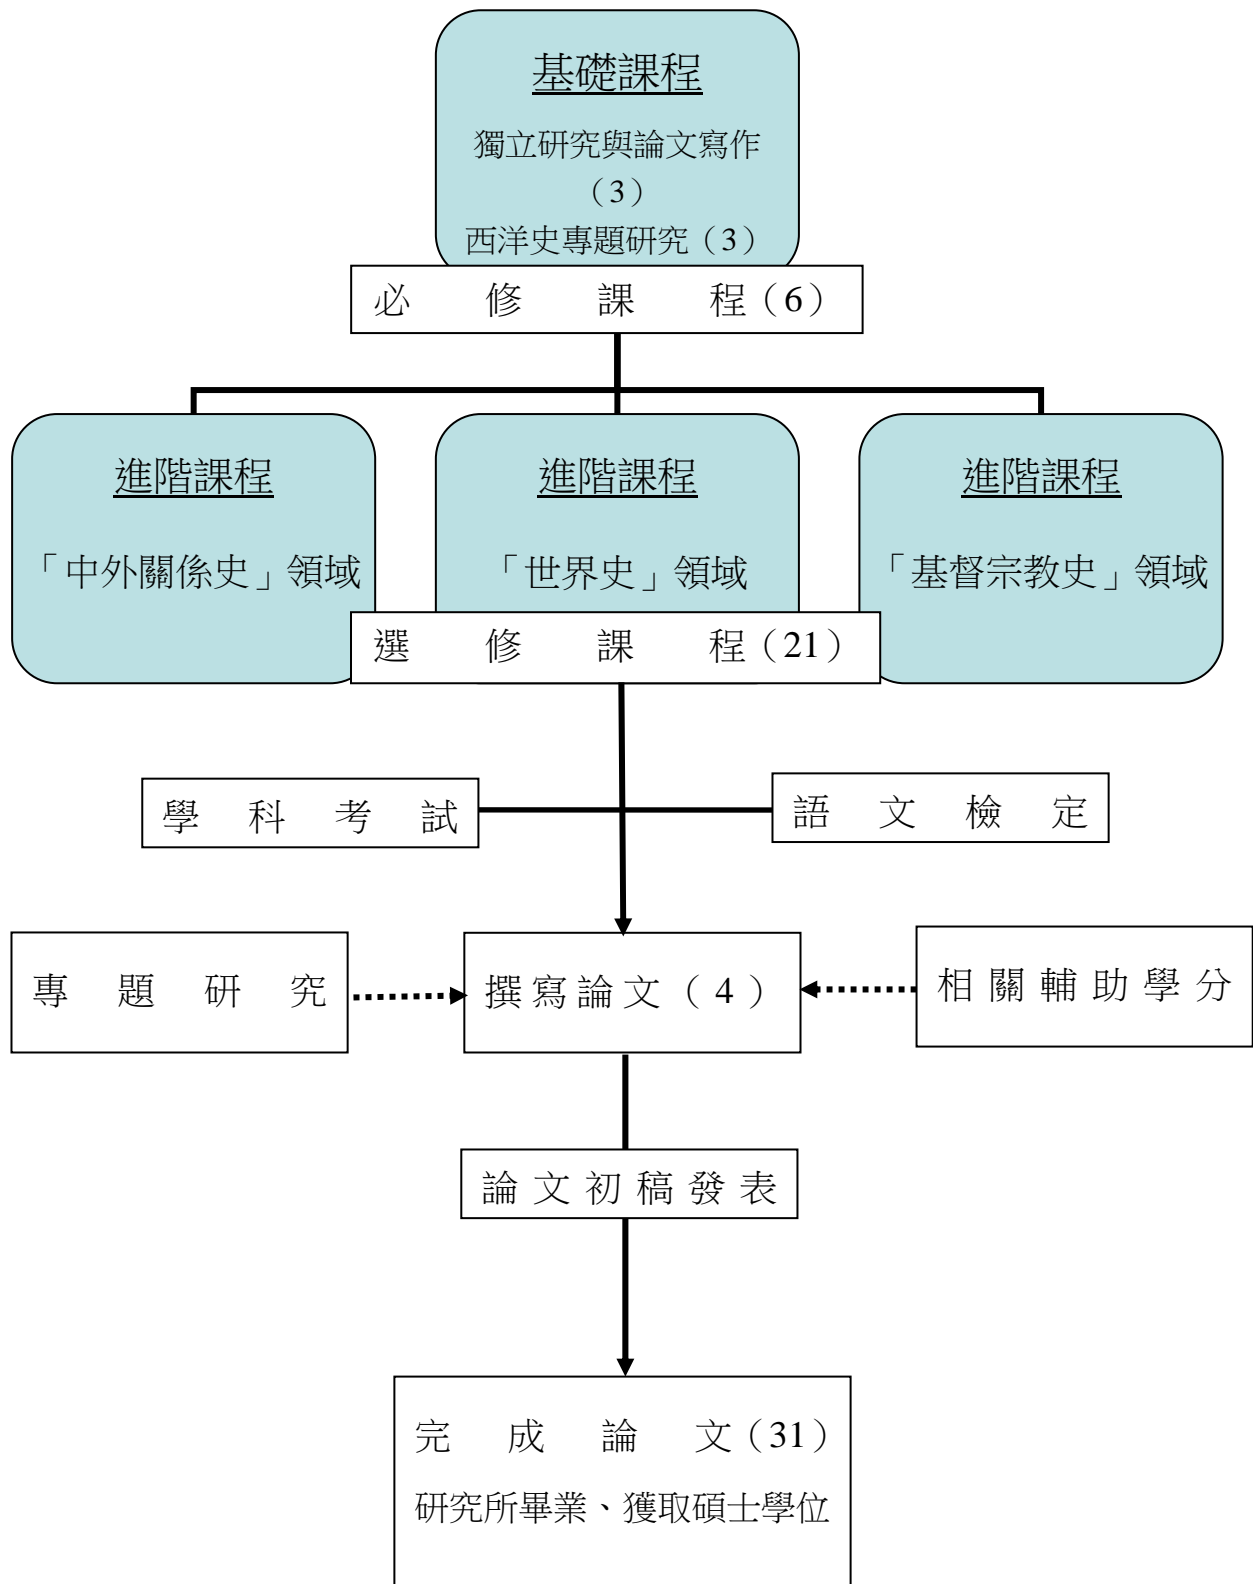 基礎課程
獨立研究與論文寫作
（3）
西洋史專題研究（3）
必修課程（6）
進階課程
「中外關係史」領域
進階課程
「世界史」領域
進階課程
「基督宗教史」領域
選修課程（21）
學科考試
語文檢定
專題研究
撰寫論文（4）
相關輔助學分
論文初稿發表
完成論文（31）
研究所畢業、獲取碩士學位